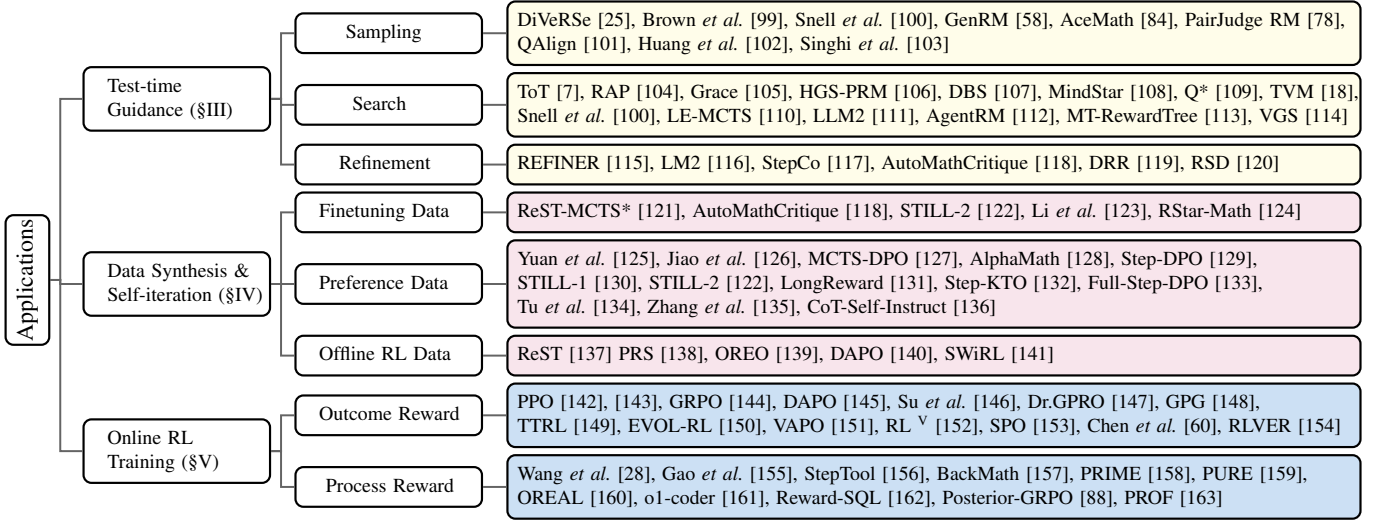 Applications
Test-time
Guidance (§III)
Sampling
DiVeRSe [25], Brown et al. [99], Snell et al. [100], GenRM [58], AceMath [84], PairJudge RM [78],
QAlign [101], Huang et al. [102], Singhi et al. [103]
Search
ToT [7], RAP [104], Grace [105], HGS-PRM [106], DBS [107], MindStar [108], Q* [109], TVM [18],
Snell et al. [100], LE-MCTS [110], LLM2 [111], AgentRM [112], MT-RewardTree [113], VGS [114]
Refinement
REFINER [115], LM2 [116], StepCo [117], AutoMathCritique [118], DRR [119], RSD [120]
Data Synthesis &
Self-iteration (§IV)
Finetuning Data
ReST-MCTS* [121], AutoMathCritique [118], STILL-2 [122], Li et al. [123], RStar-Math [124]
Preference Data
Yuan et al. [125], Jiao et al. [126], MCTS-DPO [127], AlphaMath [128], Step-DPO [129],
STILL-1 [130], STILL-2 [122], LongReward [131], Step-KTO [132], Full-Step-DPO [133],
Tu et al. [134], Zhang et al. [135], CoT-Self-Instruct [136]
Offline RL Data
ReST [137] PRS [138], OREO [139], DAPO [140], SWiRL [141]
Online RL
Training (§V)
Outcome Reward
PPO [142], [143], GRPO [144], DAPO [145], Su et al. [146], Dr.GPRO [147], GPG [148],
TTRL [149], EVOL-RL [150], VAPO [151], RL V [152], SPO [153], Chen et al. [60], RLVER [154]
Process Reward
Wang et al. [28], Gao et al. [155], StepTool [156], BackMath [157], PRIME [158], PURE [159],
OREAL [160], o1-coder [161], Reward-SQL [162], Posterior-GRPO [88], PROF [163]